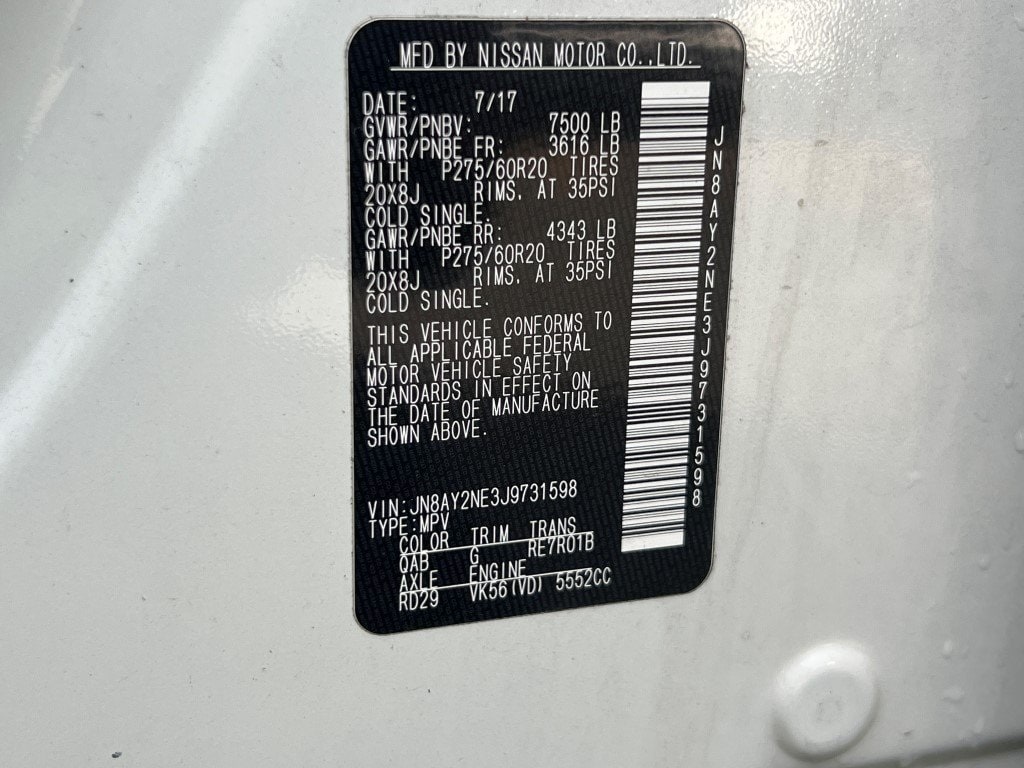 MFD BY NISSAN MOTOR CO.,LTD.
DATE: 7/17
GVWR/PNBV: 7500 LB
GAWR/PNBE FR: 3616 LB
WITH P275/60R20 TIRES
20X8J RIMS. AT 35PSI
COLD SINGLE.
GAWR/PNBE RR: 4343 LB
WITH P275/60R20 TIRES
20X8J RIMS. AT 35PSI
COLD SINGLE.
THIS VEHICLE CONFORMS TO
ALL APPLICABLE FEDERAL
MOTOR VEHICLE SAFETY
STANDARDS IN EFFECT ON
THE DATE OF MANUFACTURE
SHOWN ABOVE.
VIN:JN8AY2NE3J9731598
TYPE:MPV
COLOR TRIM TRANS
QAB G RE7R01B
AXLE ENGINE
RD29 VK56(VD) 5552CC
JN8AY2NE3J9731598